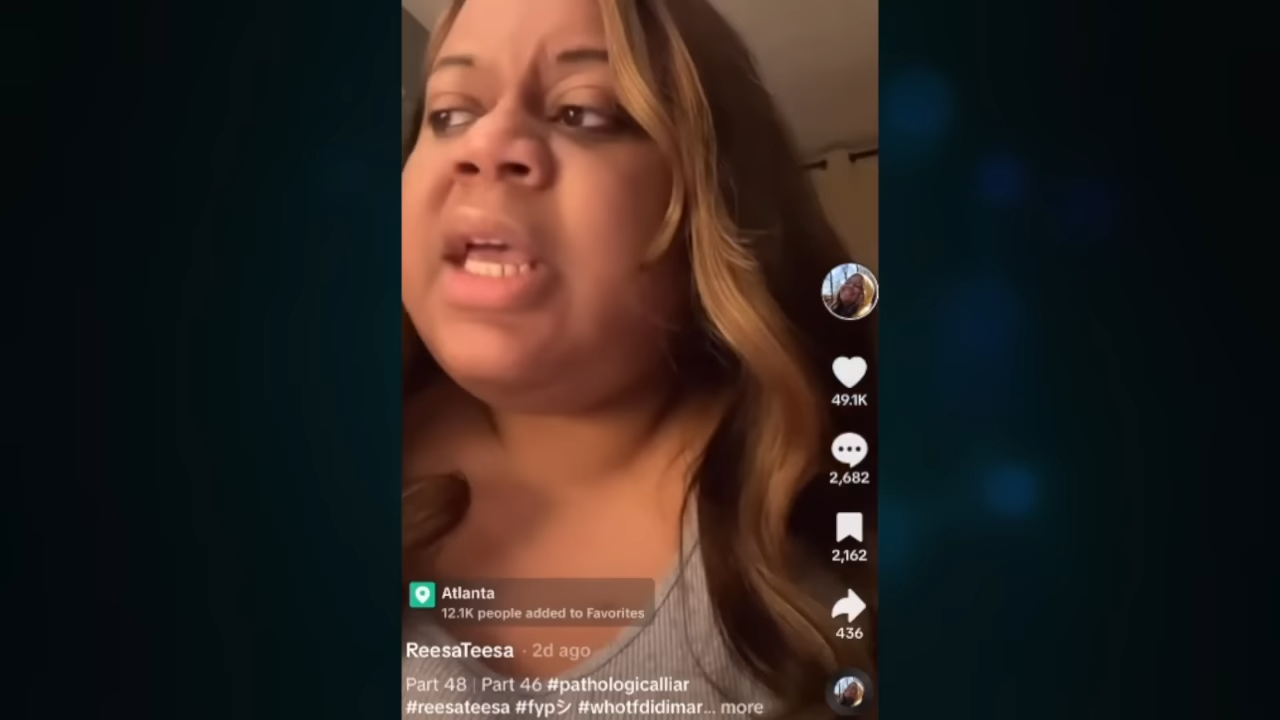 49.1K
2,682
2,162
436
Atlanta
12.1K people added to Favorites
ReesaTeesa · 2d ago
Part 48 | Part 46 #pathologicalliar
#reesateesa #fypシ #whotfdidimar... more